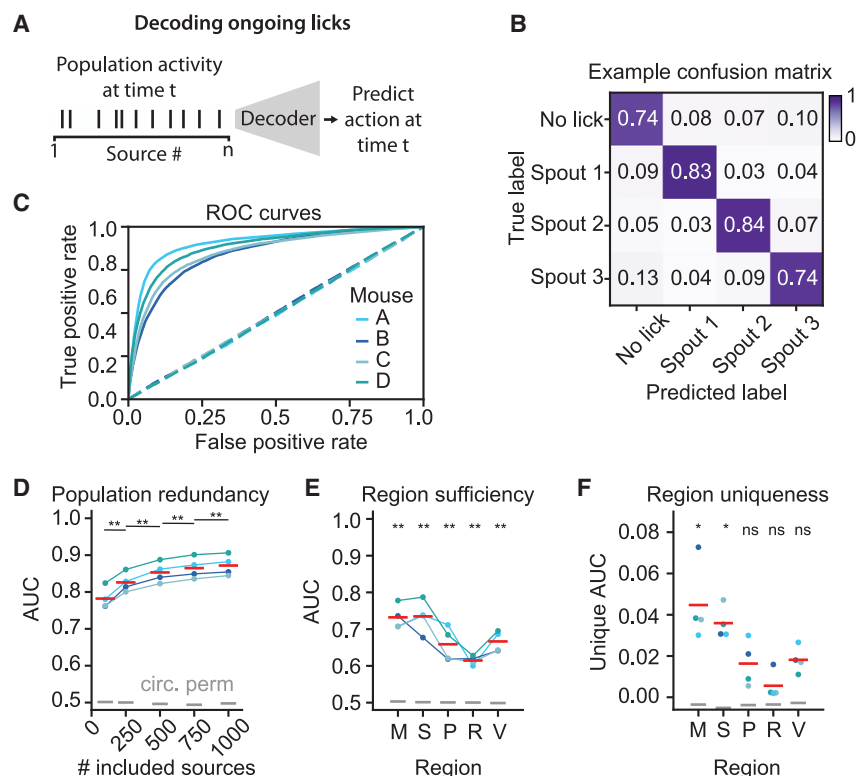 A
Decoding ongoing licks
Population activity
at time t
1
Source #
n
Decoder
Predict
action at
time t
B
Example confusion matrix
No lick
0.74 0.08 0.07 0.10
Spout 1
0.09 0.83 0.03 0.04
Spout 2
0.05 0.03 0.84 0.07
Spout 3
0.13 0.04 0.09 0.74
True label
No lick Spout 1 Spout 2 Spout 3
Predicted label
1
0
C
ROC curves
True positive rate
1.0
0.8
0.6
0.4
0.2
0.0
0.0 0.25 0.50 0.75 1.0
False positive rate
Mouse
A
B
C
D
D
Population redundancy
** ** ** **
AUC
1.0
0.9
0.8
0.7
0.6
0.5
circ. perm
0 250 500 750 1000
# included sources
E
Region sufficiency
** ** ** ** **
AUC
1.0
0.9
0.8
0.7
0.6
0.5
M S P R V
Region
F
Region uniqueness
* * ns ns ns
Unique AUC
0.08
0.06
0.04
0.02
0.00
M S P R V
Region